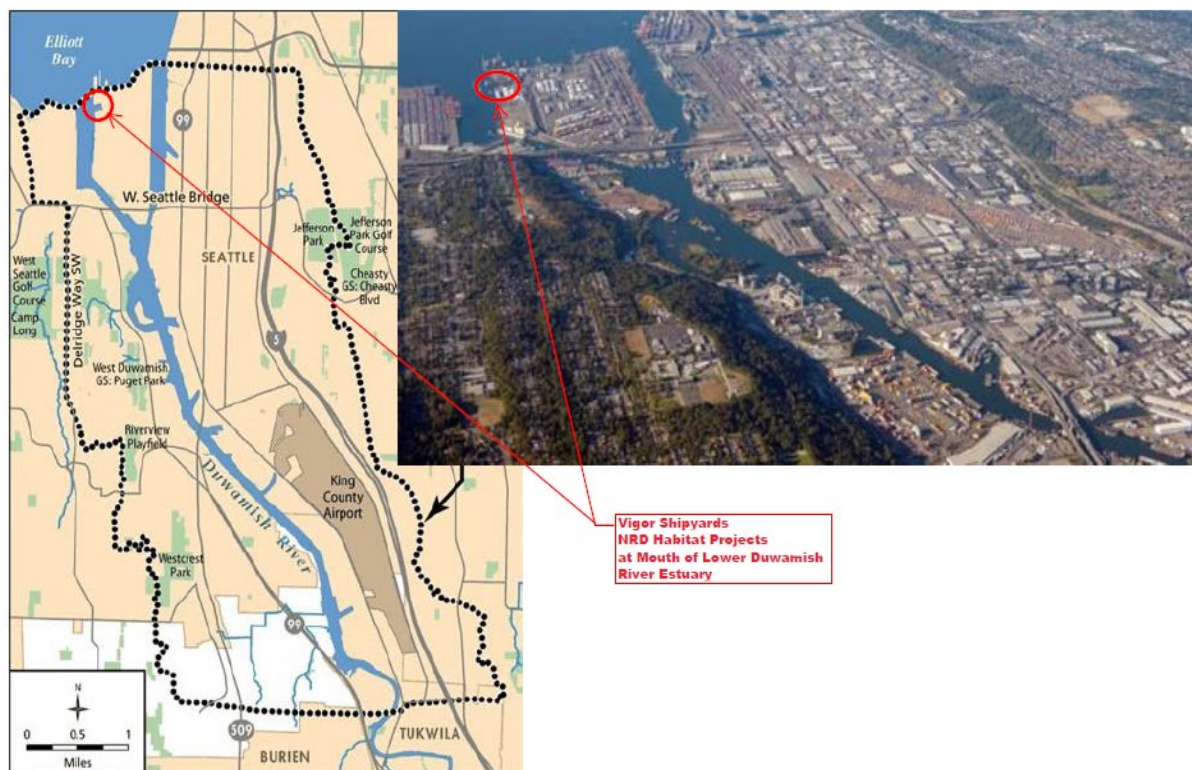 Elliott
Bay
99
W. Seattle Bridge
Jefferson
Park
Jefferson
Park Golf
Course
SEATTLE
Cheasty
GS: Cheasty
Blvd
West
Seattle
Golf
Course
Camp
Long
Delridge Way SW
5
West Duwamish
GS: Puget Park
Riverview
Playfield
Duwamish River
King
County
Airport
Vigor Shipyards
NRD Habitat Projects
at Mouth of Lower Duwamish
River Estuary
Westcrest
Park
99
N
0 0.5 1
Miles
509
BURIEN
TUKWILA